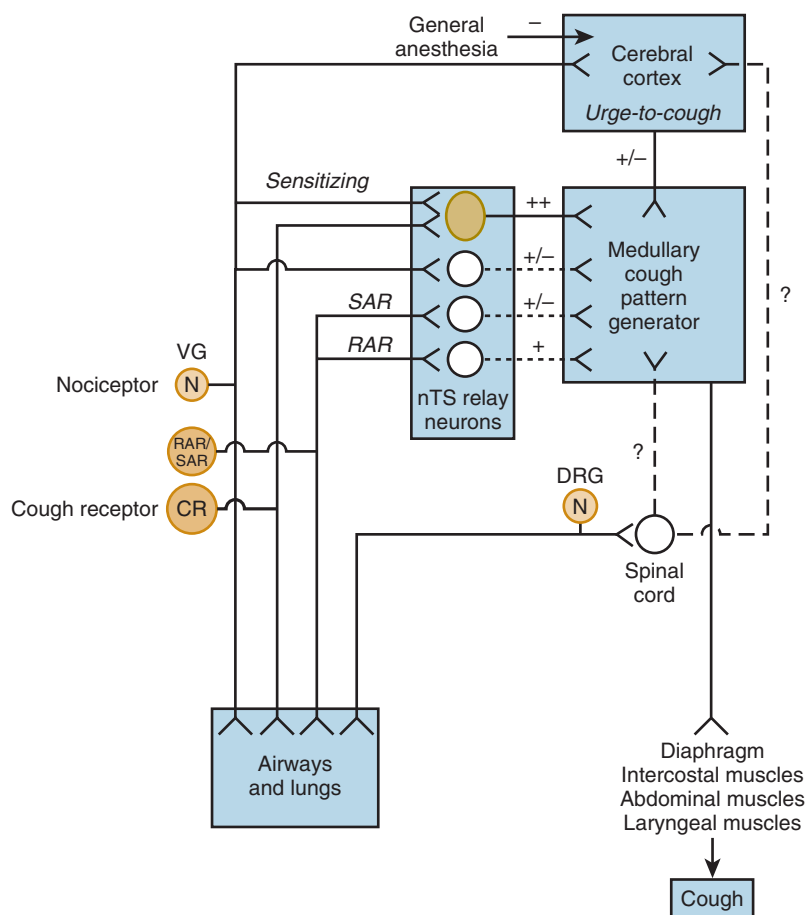 General
anesthesia
–
Cerebral
cortex
Urge-to-cough
+/–
Sensitizing
++
+/–
SAR
+/–
RAR
+
nTS relay
neurons
Medullary
cough
pattern
generator
?
VG
Nociceptor
N
RAR/
SAR
Cough receptor
CR
?
DRG
N
Spinal
cord
Airways
and lungs
Diaphragm
Intercostal muscles
Abdominal muscles
Laryngeal muscles
Cough